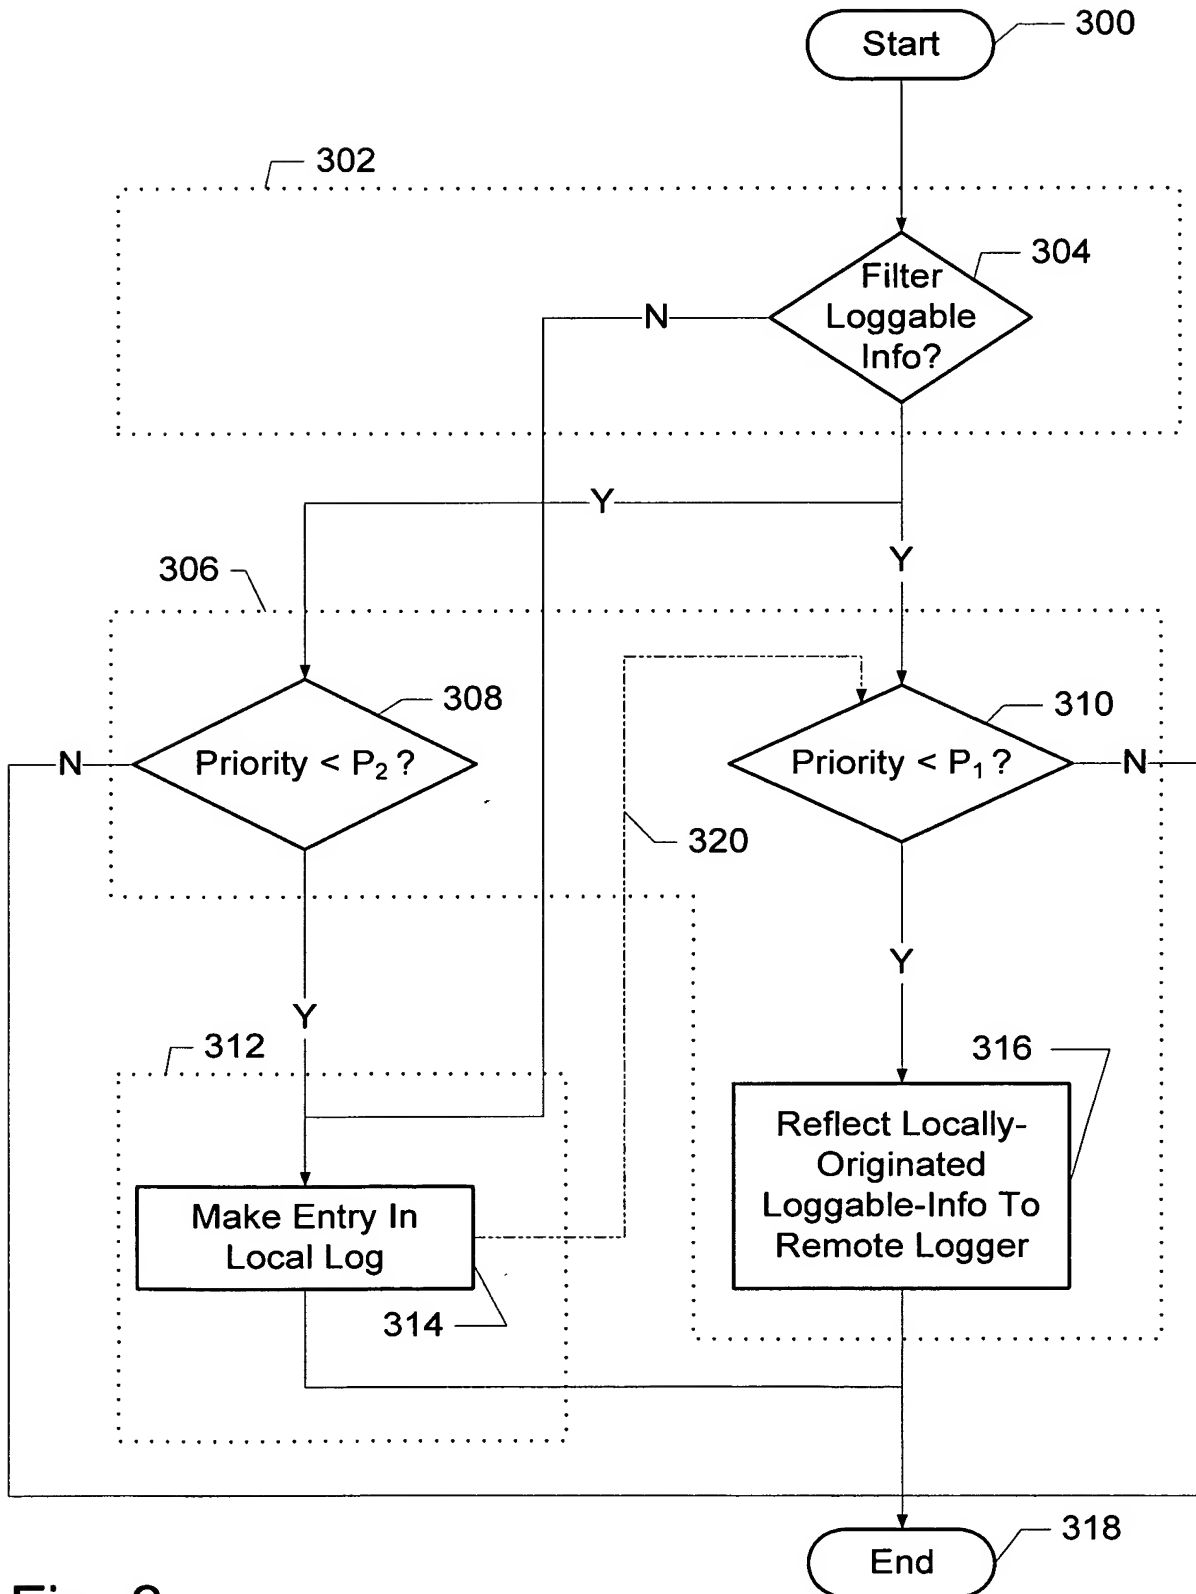 Start
300
302
304
Filter
Loggable
Info?
N
Y
Y
306
308
310
N
Priority < P₂ ?
Priority < P₁ ?
N
320
Y
Y
312
316
Reflect Locally-
Originated
Loggable-Info To
Remote Logger
Make Entry In
Local Log
314
318
End